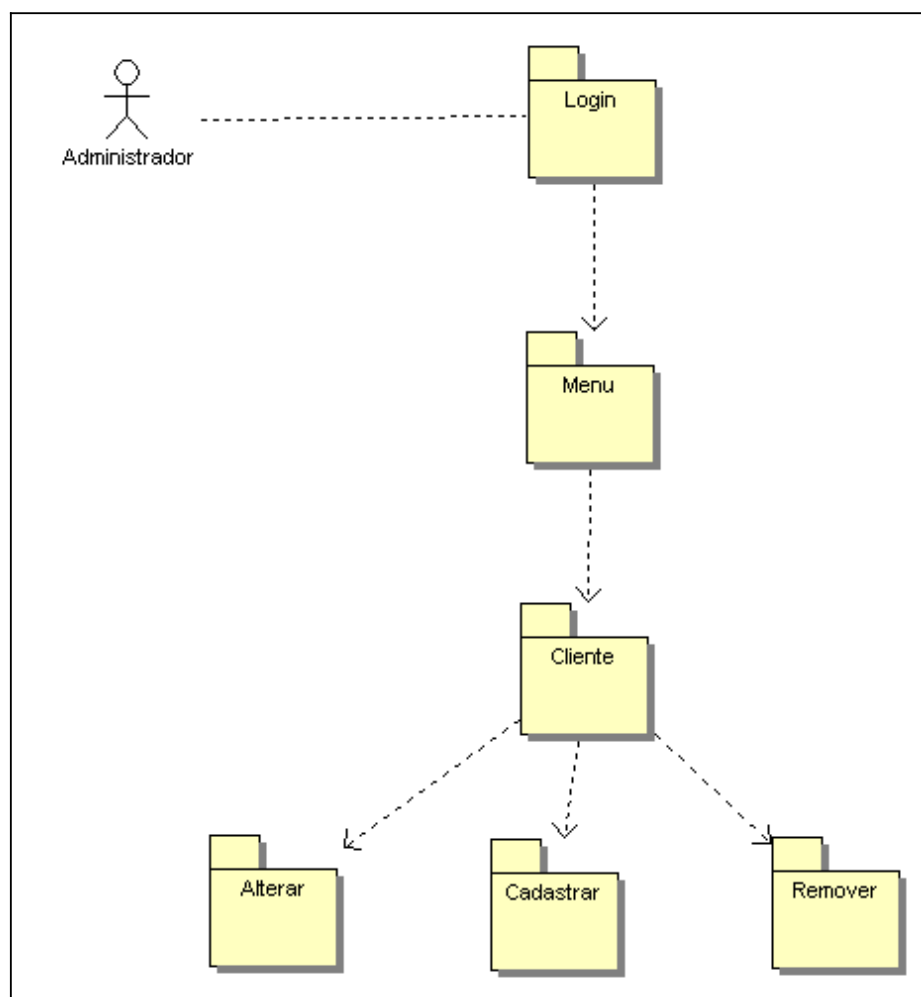 Login
Administrador
Menu
Cliente
Alterar
Cadastrar
Remover